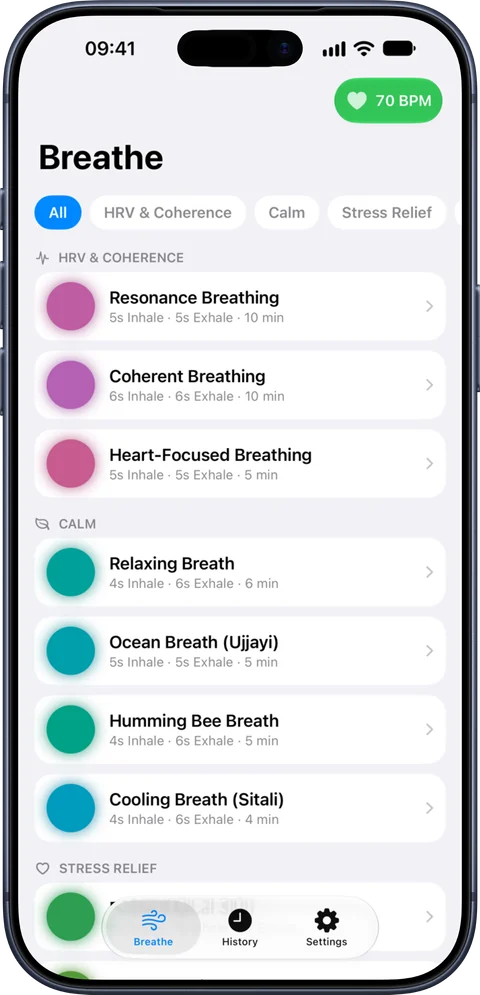 09:41
70 BPM
Breathe
All
HRV & Coherence
Calm
Stress Relief
HRV & COHERENCE
Resonance Breathing
5s Inhale · 5s Exhale · 10 min
Coherent Breathing
6s Inhale · 6s Exhale · 10 min
Heart-Focused Breathing
5s Inhale · 5s Exhale · 5 min
CALM
Relaxing Breath
4s Inhale · 6s Exhale · 6 min
Ocean Breath (Ujjayi)
5s Inhale · 5s Exhale · 5 min
Humming Bee Breath
4s Inhale · 6s Exhale · 5 min
Cooling Breath (Sitali)
4s Inhale · 6s Exhale · 4 min
STRESS RELIEF
Breathe
History
Settings